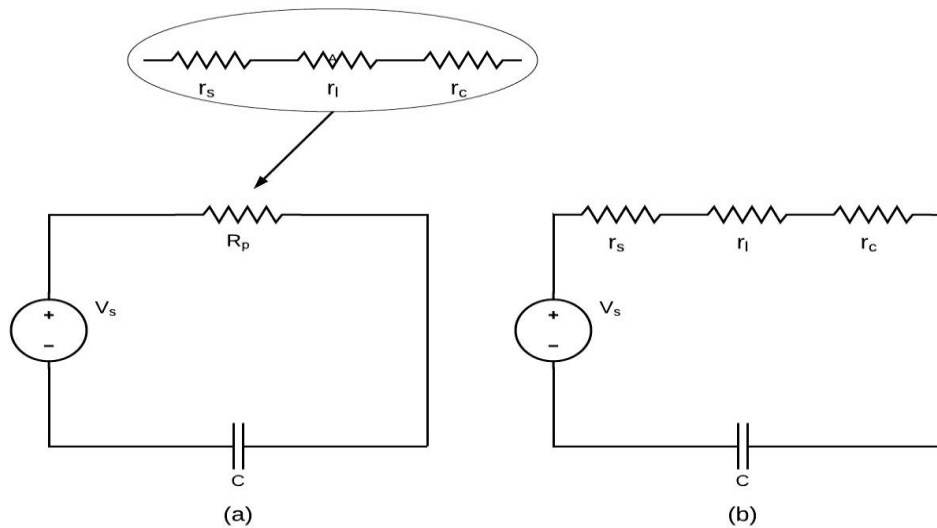 A
r_s r_l r_c
R_p r_s r_l r_c
V_s V_s
+ +
− −
C C
(a) (b)